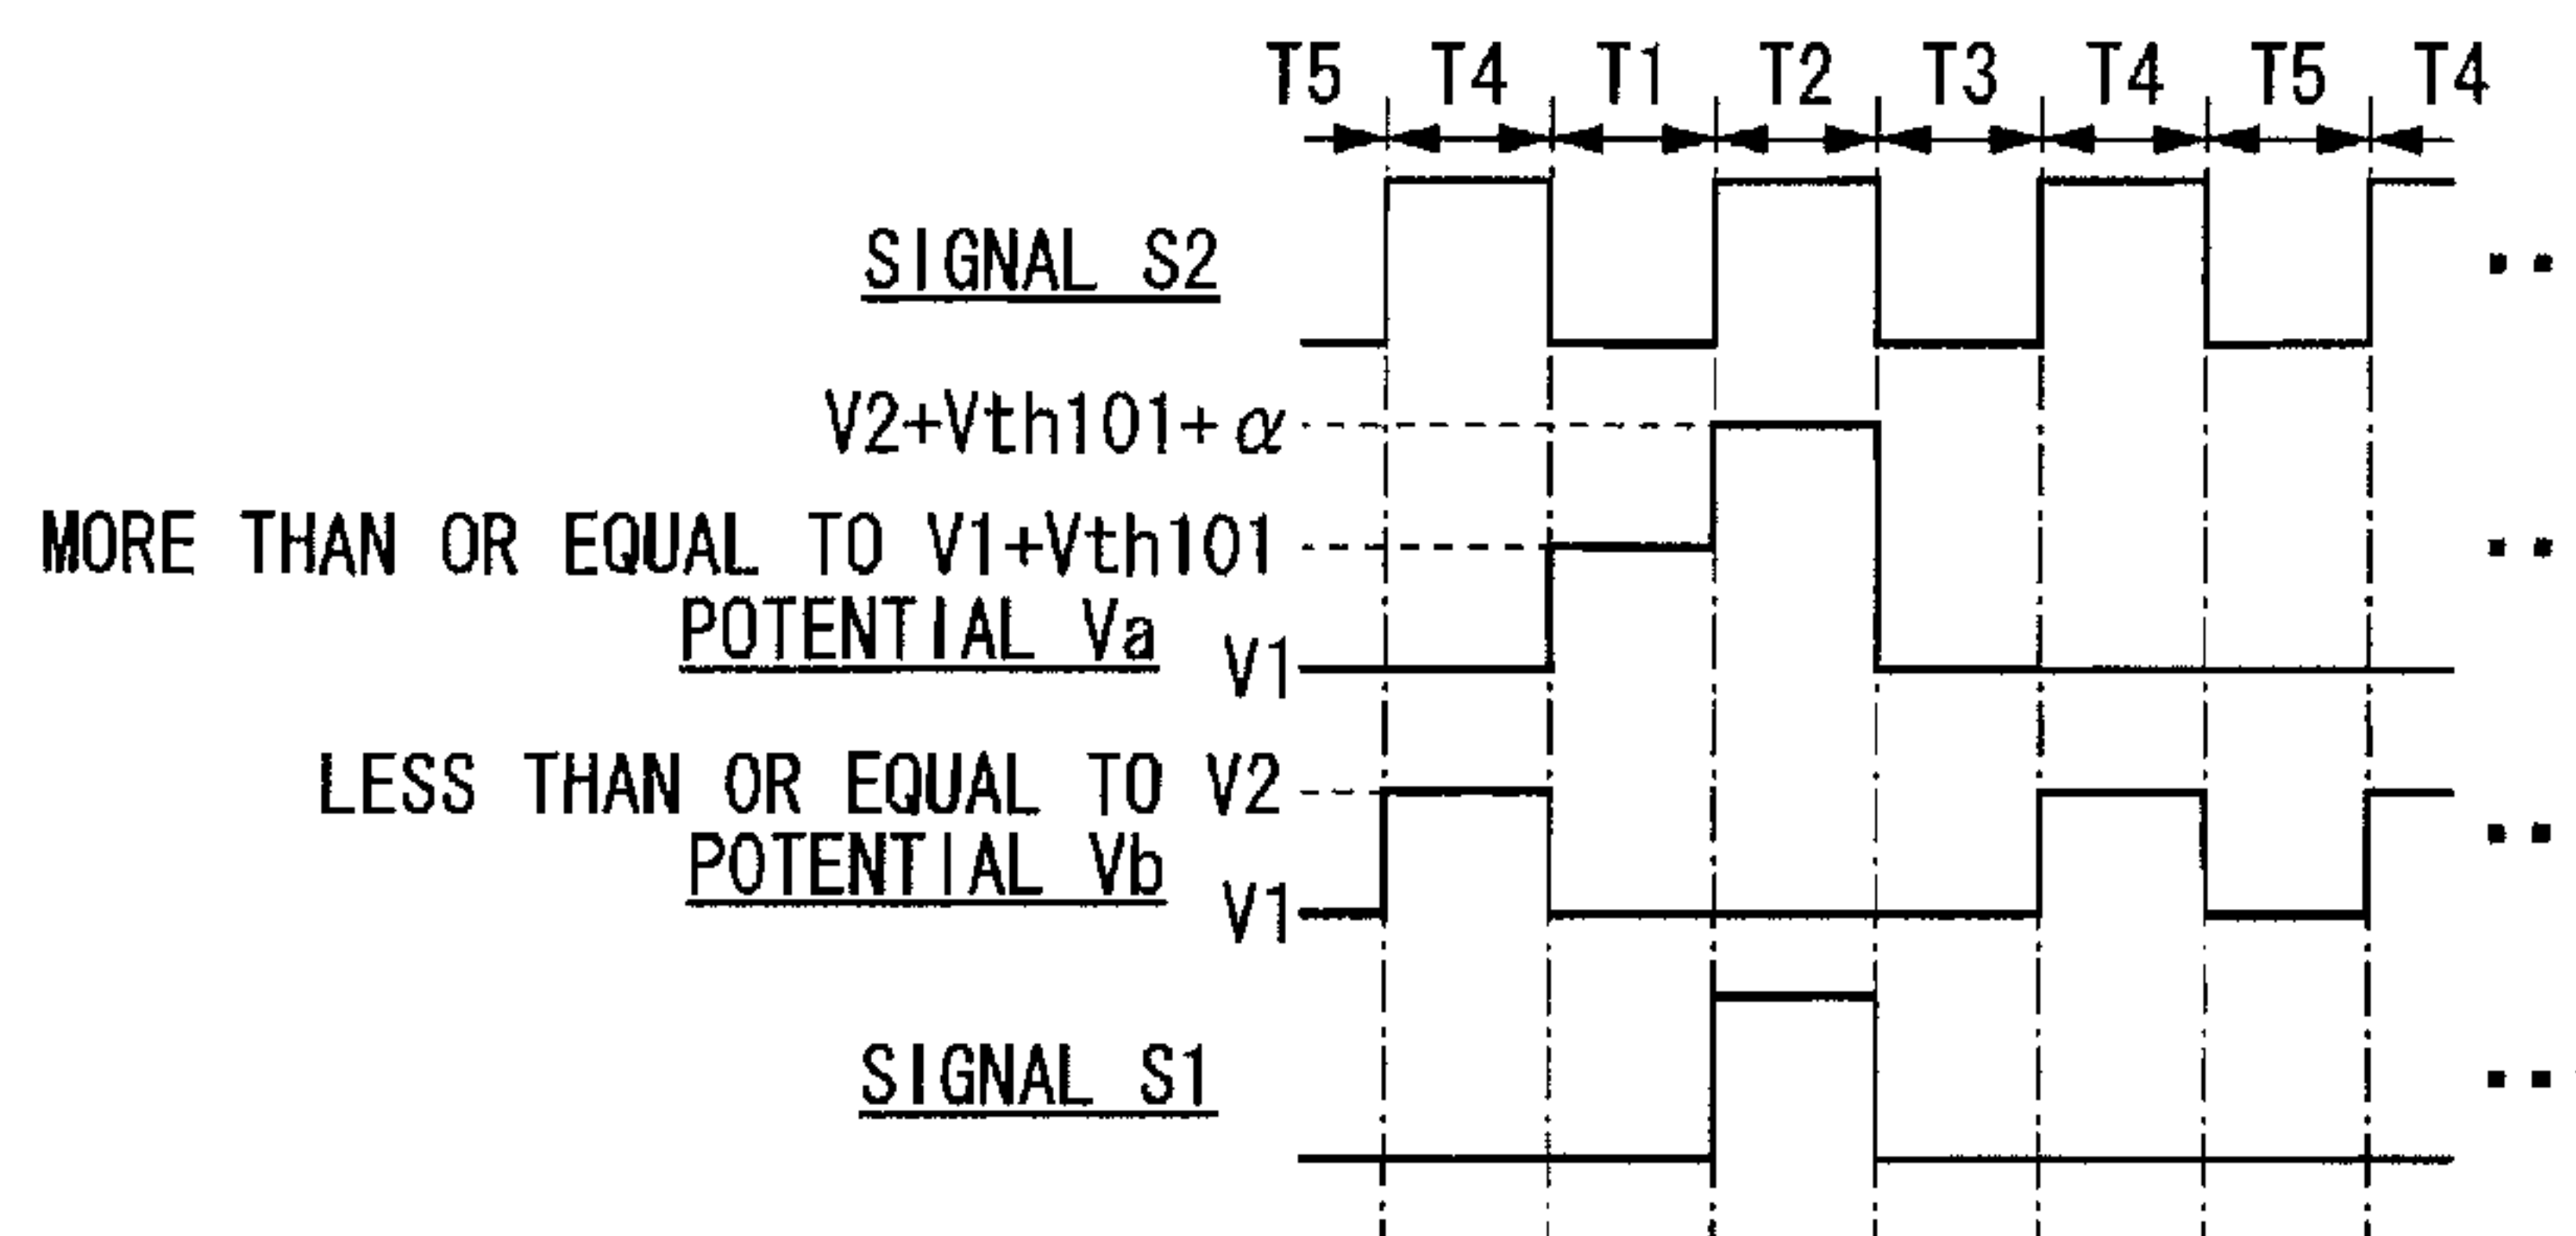 T5 T4 T1 T2 T3 T4 T5 T4
SIGNAL S2
V2+Vth101+α
MORE THAN OR EQUAL TO V1+Vth101
POTENTIAL Va
V1
LESS THAN OR EQUAL TO V2
POTENTIAL Vb
V1
SIGNAL S1